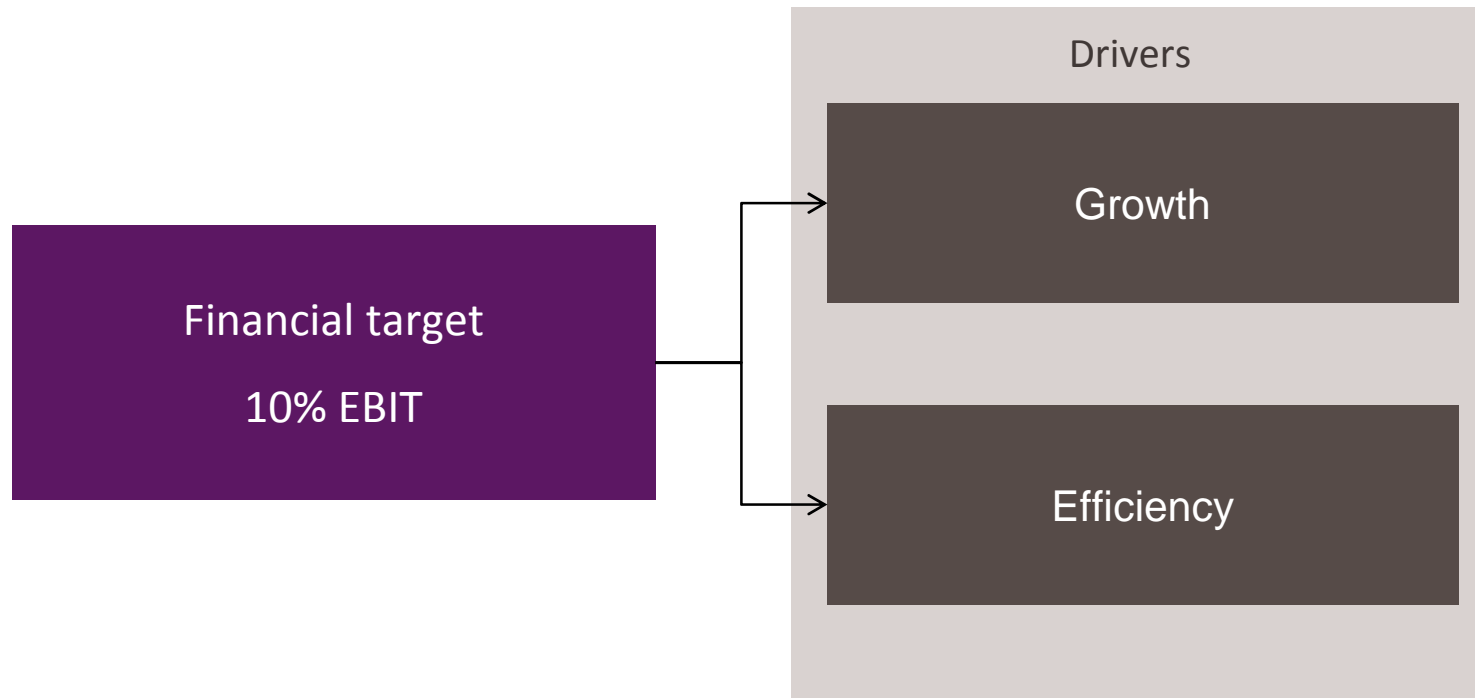 Drivers
Growth
Financial target
10% EBIT
Efficiency